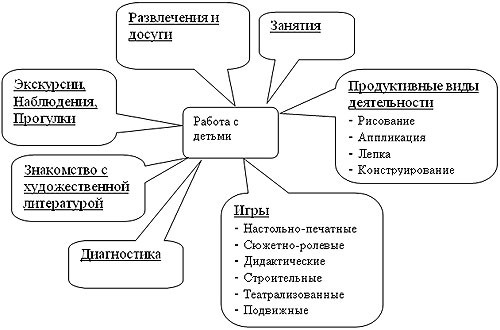 Развлечения и
досуги
Занятия
Экскурсии,
Наблюдения,
Прогулки
Работа с
детьми
Продуктивные виды
деятельности
- Рисование
- Аппликация
- Лепка
- Конструирование
Знакомство с
художественной
литературой
Диагностика
Игры
- Настольно-печатные
- Сюжетно-ролевые
- Дидактические
- Строительные
- Театрализованные
- Подвижные